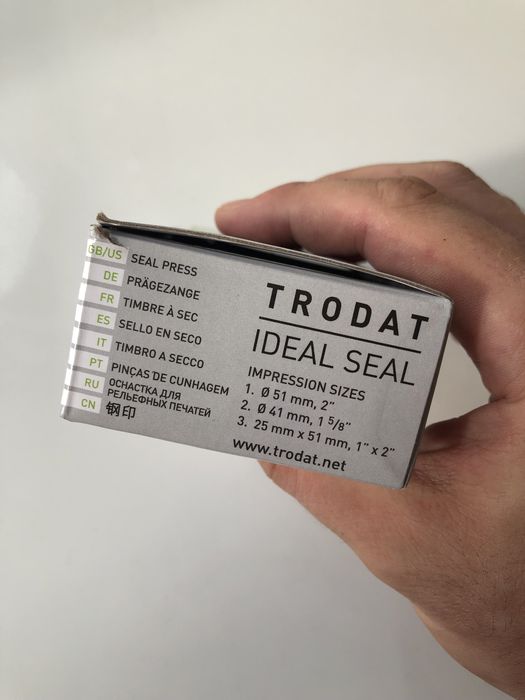 GB/US SEAL PRESS
DE PRÄGEZANGE
FR TIMBRE À SEC
ES SELLO EN SECO
IT TIMBRO A SECCO
PT PINÇAS DE CUNHAGEM
RU ОСНАСТКА ДЛЯ
РЕЛЬЕФНЫХ ПЕЧАТЕЙ
CN 钢印
TRODAT
IDEAL SEAL
IMPRESSION SIZES
1. Ø 51 mm, 2"
2. Ø 41 mm, 1 5/8"
3. 25 mm x 51 mm, 1" x 2"
www.trodat.net